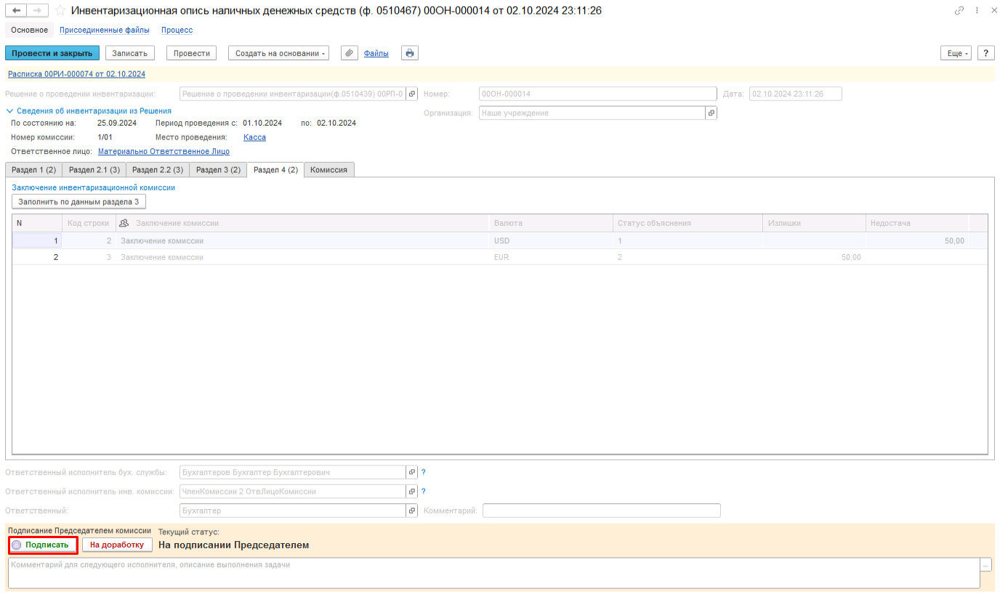 Инвентаризационная опись наличных денежных средств (ф. 0510467) 00ОН-000014 от 02.10.2024 23:11:26
Основное Присоединенные файлы Процесс
Провести и закрыть Записать Провести Создать на основании Файлы Еще ?
Расписка 00РИ-000074 от 02.10.2024
Решение о проведении инвентаризации: Решение о проведении инвентаризации(ф.0510439) 00РП-0 Номер: 00ОН-000014 Дата: 02.10.2024 23:11:26
Сведения об инвентаризации из Решения Организация: Наше учреждение
По состоянию на: 25.09.2024 Период проведения с: 01.10.2024 по: 02.10.2024
Номер комиссии: 1/01 Место проведения: Касса
Ответственное лицо: Материально Ответственное Лицо
Раздел 1 (2) Раздел 2.1 (3) Раздел 2.2 (3) Раздел 3 (2) Раздел 4 (2) Комиссия
Заключение инвентаризационной комиссии
Заполнить по данным раздела 3
N Код строки Заключение комиссии Валюта Статус объяснения Излишки Недостача
1 2 Заключение комиссии USD 1 50,00
2 3 Заключение комиссии EUR 2 50,00
Ответственный исполнитель бух. службы: Бухгалтеров Бухгалтер Бухгалтерович ?
Ответственный исполнитель инв. комиссии: ЧленКомиссии 2 ОтвЛицоКомиссии ?
Ответственный: Бухгалтер Комментарий:
Подписание Председателем комиссии Текущий статус:
Подписать На доработку На подписании Председателем
Комментарий для следующего исполнителя, описание выполнения задачи ...